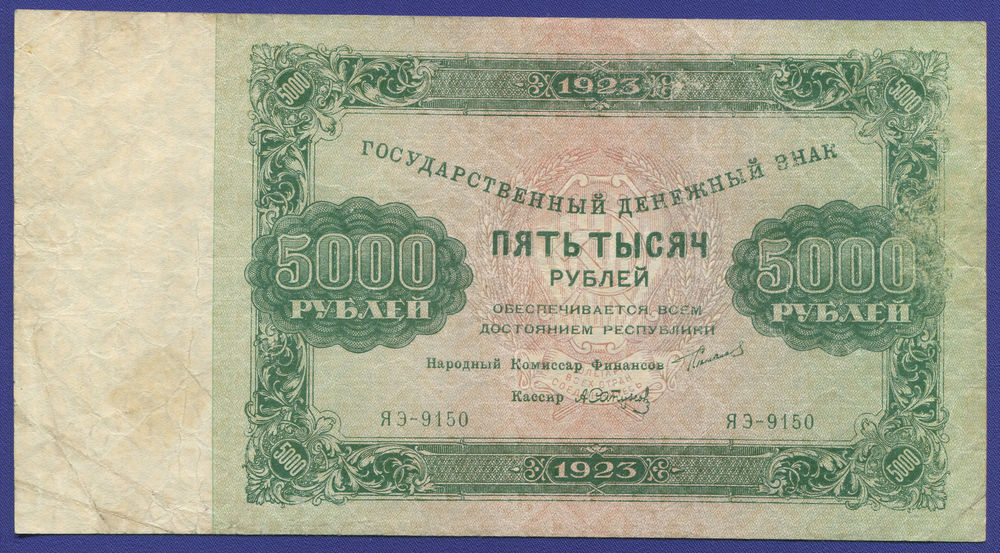 5000 1923 5000
ГОСУДАРСТВЕННЫЙ ДЕНЕЖНЫЙ ЗНАК
5000
РУБЛЕЙ
ПЯТЬ ТЫСЯЧ
РУБЛЕЙ
5000
РУБЛЕЙ
ОБЕСПЕЧИВАЕТСЯ ВСЕМ
ДОСТОЯНИЕМ РЕСПУБЛИКИ
Народный Комиссар Финансов
Кассир
ЯЭ-9150 ЯЭ-9150
5000 1923 5000